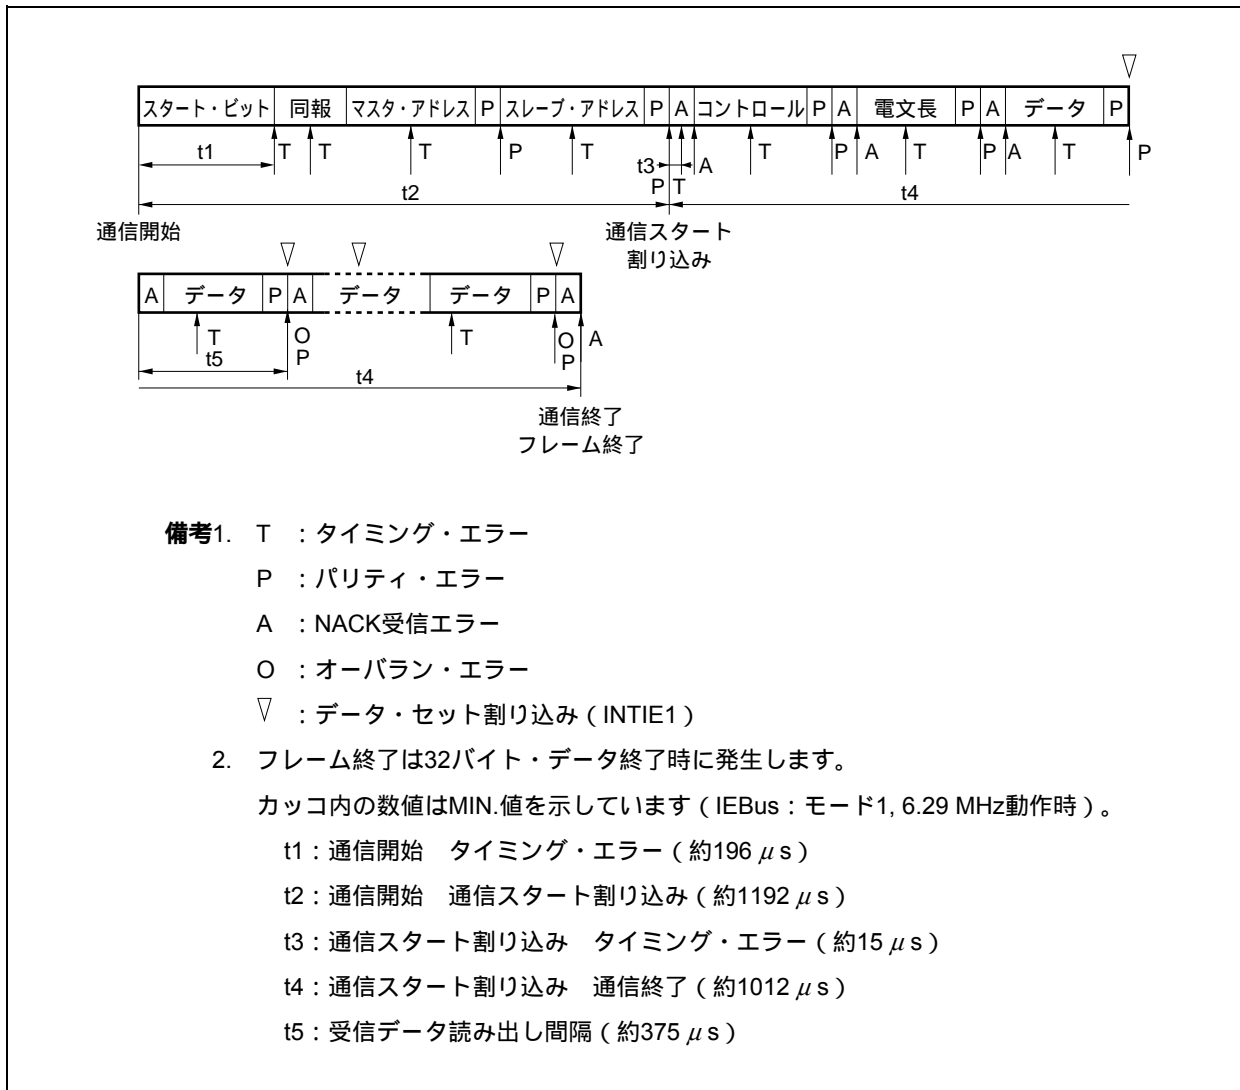 ▽
スタート・ビット 同報 マスタ・アドレス P スレーブ・アドレス P A コントロール P A 電文長 P A データ P
t1 T T T P T t3 A T P A T P A T P
P T
t2 t4
通信開始 通信スタート
割り込み
▽ ▽ ▽
A データ P A データ データ P A
T O T O A
t5 P P
t4
通信終了
フレーム終了
備考1. T :タイミング・エラー
P :パリティ・エラー
A :NACK受信エラー
O :オーバラン・エラー
▽ :データ・セット割り込み(INTIE1)
2. フレーム終了は32バイト・データ終了時に発生します。
カッコ内の数値はMIN.値を示しています(IEBus:モード1, 6.29 MHz動作時)。
t1:通信開始 タイミング・エラー(約196 μs)
t2:通信開始 通信スタート割り込み(約1192 μs)
t3:通信スタート割り込み タイミング・エラー(約15 μs)
t4:通信スタート割り込み 通信終了(約1012 μs)
t5:受信データ読み出し間隔(約375 μs)